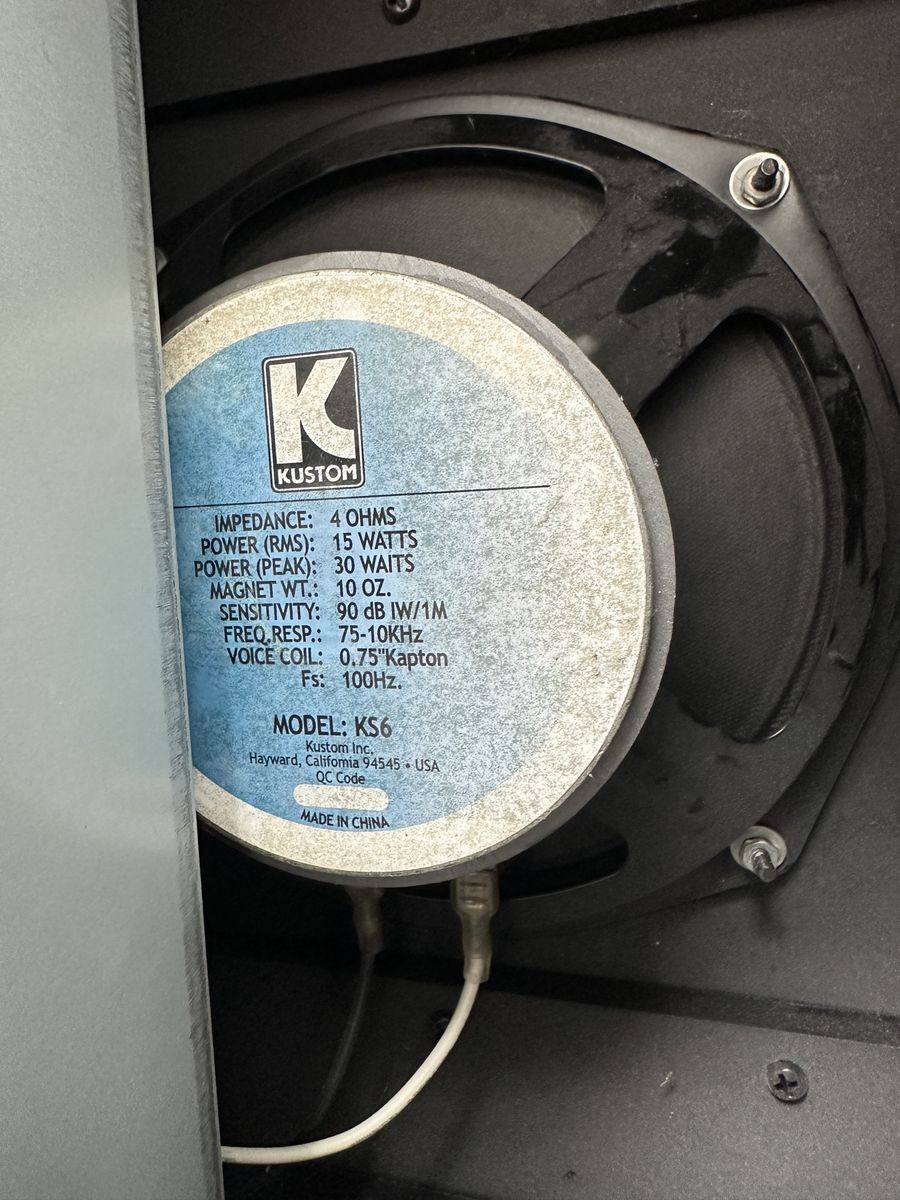 K
KUSTOM
IMPEDANCE: 4 OHMS
POWER (RMS): 15 WATTS
POWER (PEAK): 30 WAITS
MAGNET WT.: 10 OZ.
SENSITIVITY: 90 dB IW/1M
FREQ.RESP.: 75-10KHz
VOICE COIL: 0.75"Kapton
Fs: 100Hz.
MODEL: KS6
Kustom Inc.
Hayward, Califomia 94545 • USA
QC Code
MADE IN CHINA